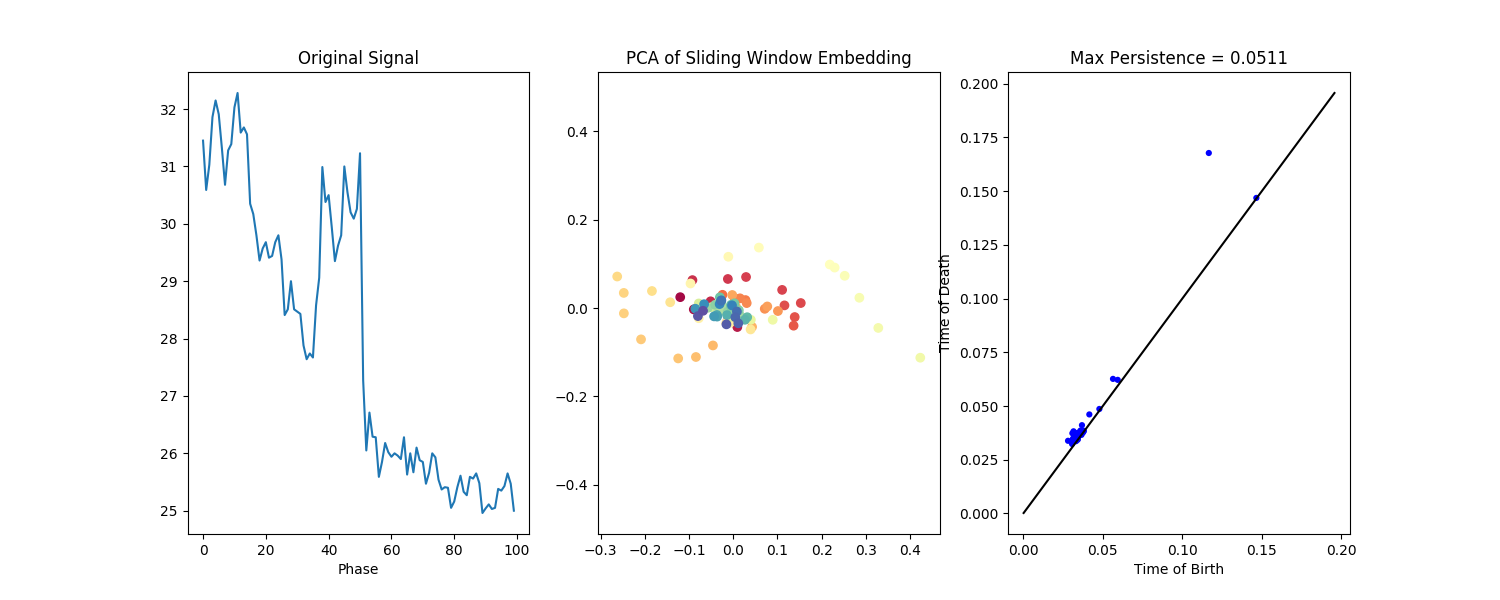 Original Signal
32
31
30
29
28
27
26
25
0 20 40 60 80 100
Phase
PCA of Sliding Window Embedding
0.4
0.2
0.0
−0.2
−0.4
−0.3 −0.2 −0.1 0.0 0.1 0.2 0.3 0.4
Max Persistence = 0.0511
Time of Death
0.200
0.175
0.150
0.125
0.100
0.075
0.050
0.025
0.000
0.00 0.05 0.10 0.15 0.20
Time of Birth